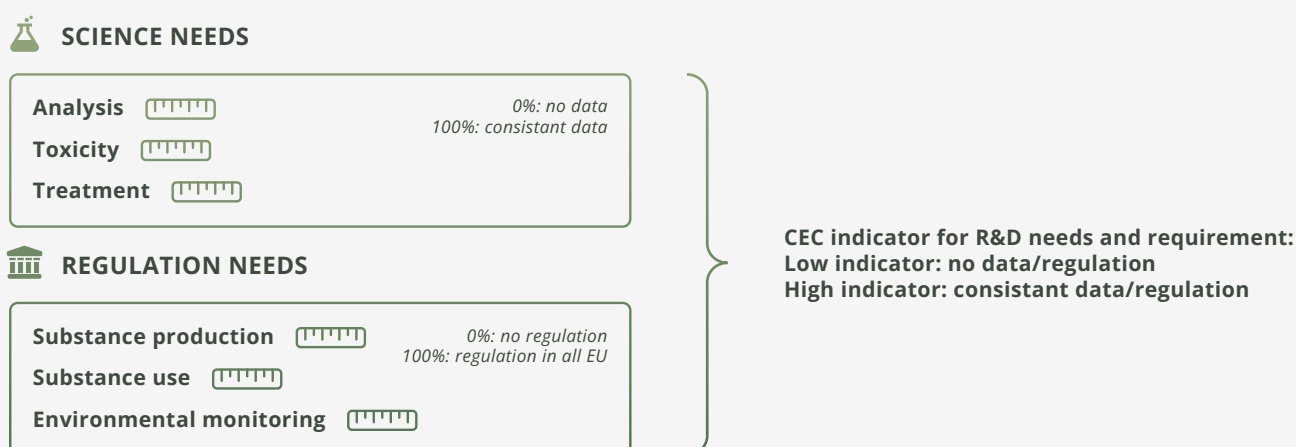 SCIENCE NEEDS
Analysis
0%: no data
100%: consistant data
Toxicity
Treatment
REGULATION NEEDS
Substance production
0%: no regulation
100%: regulation in all EU
Substance use
Environmental monitoring
CEC indicator for R&D needs and requirement:
Low indicator: no data/regulation
High indicator: consistant data/regulation